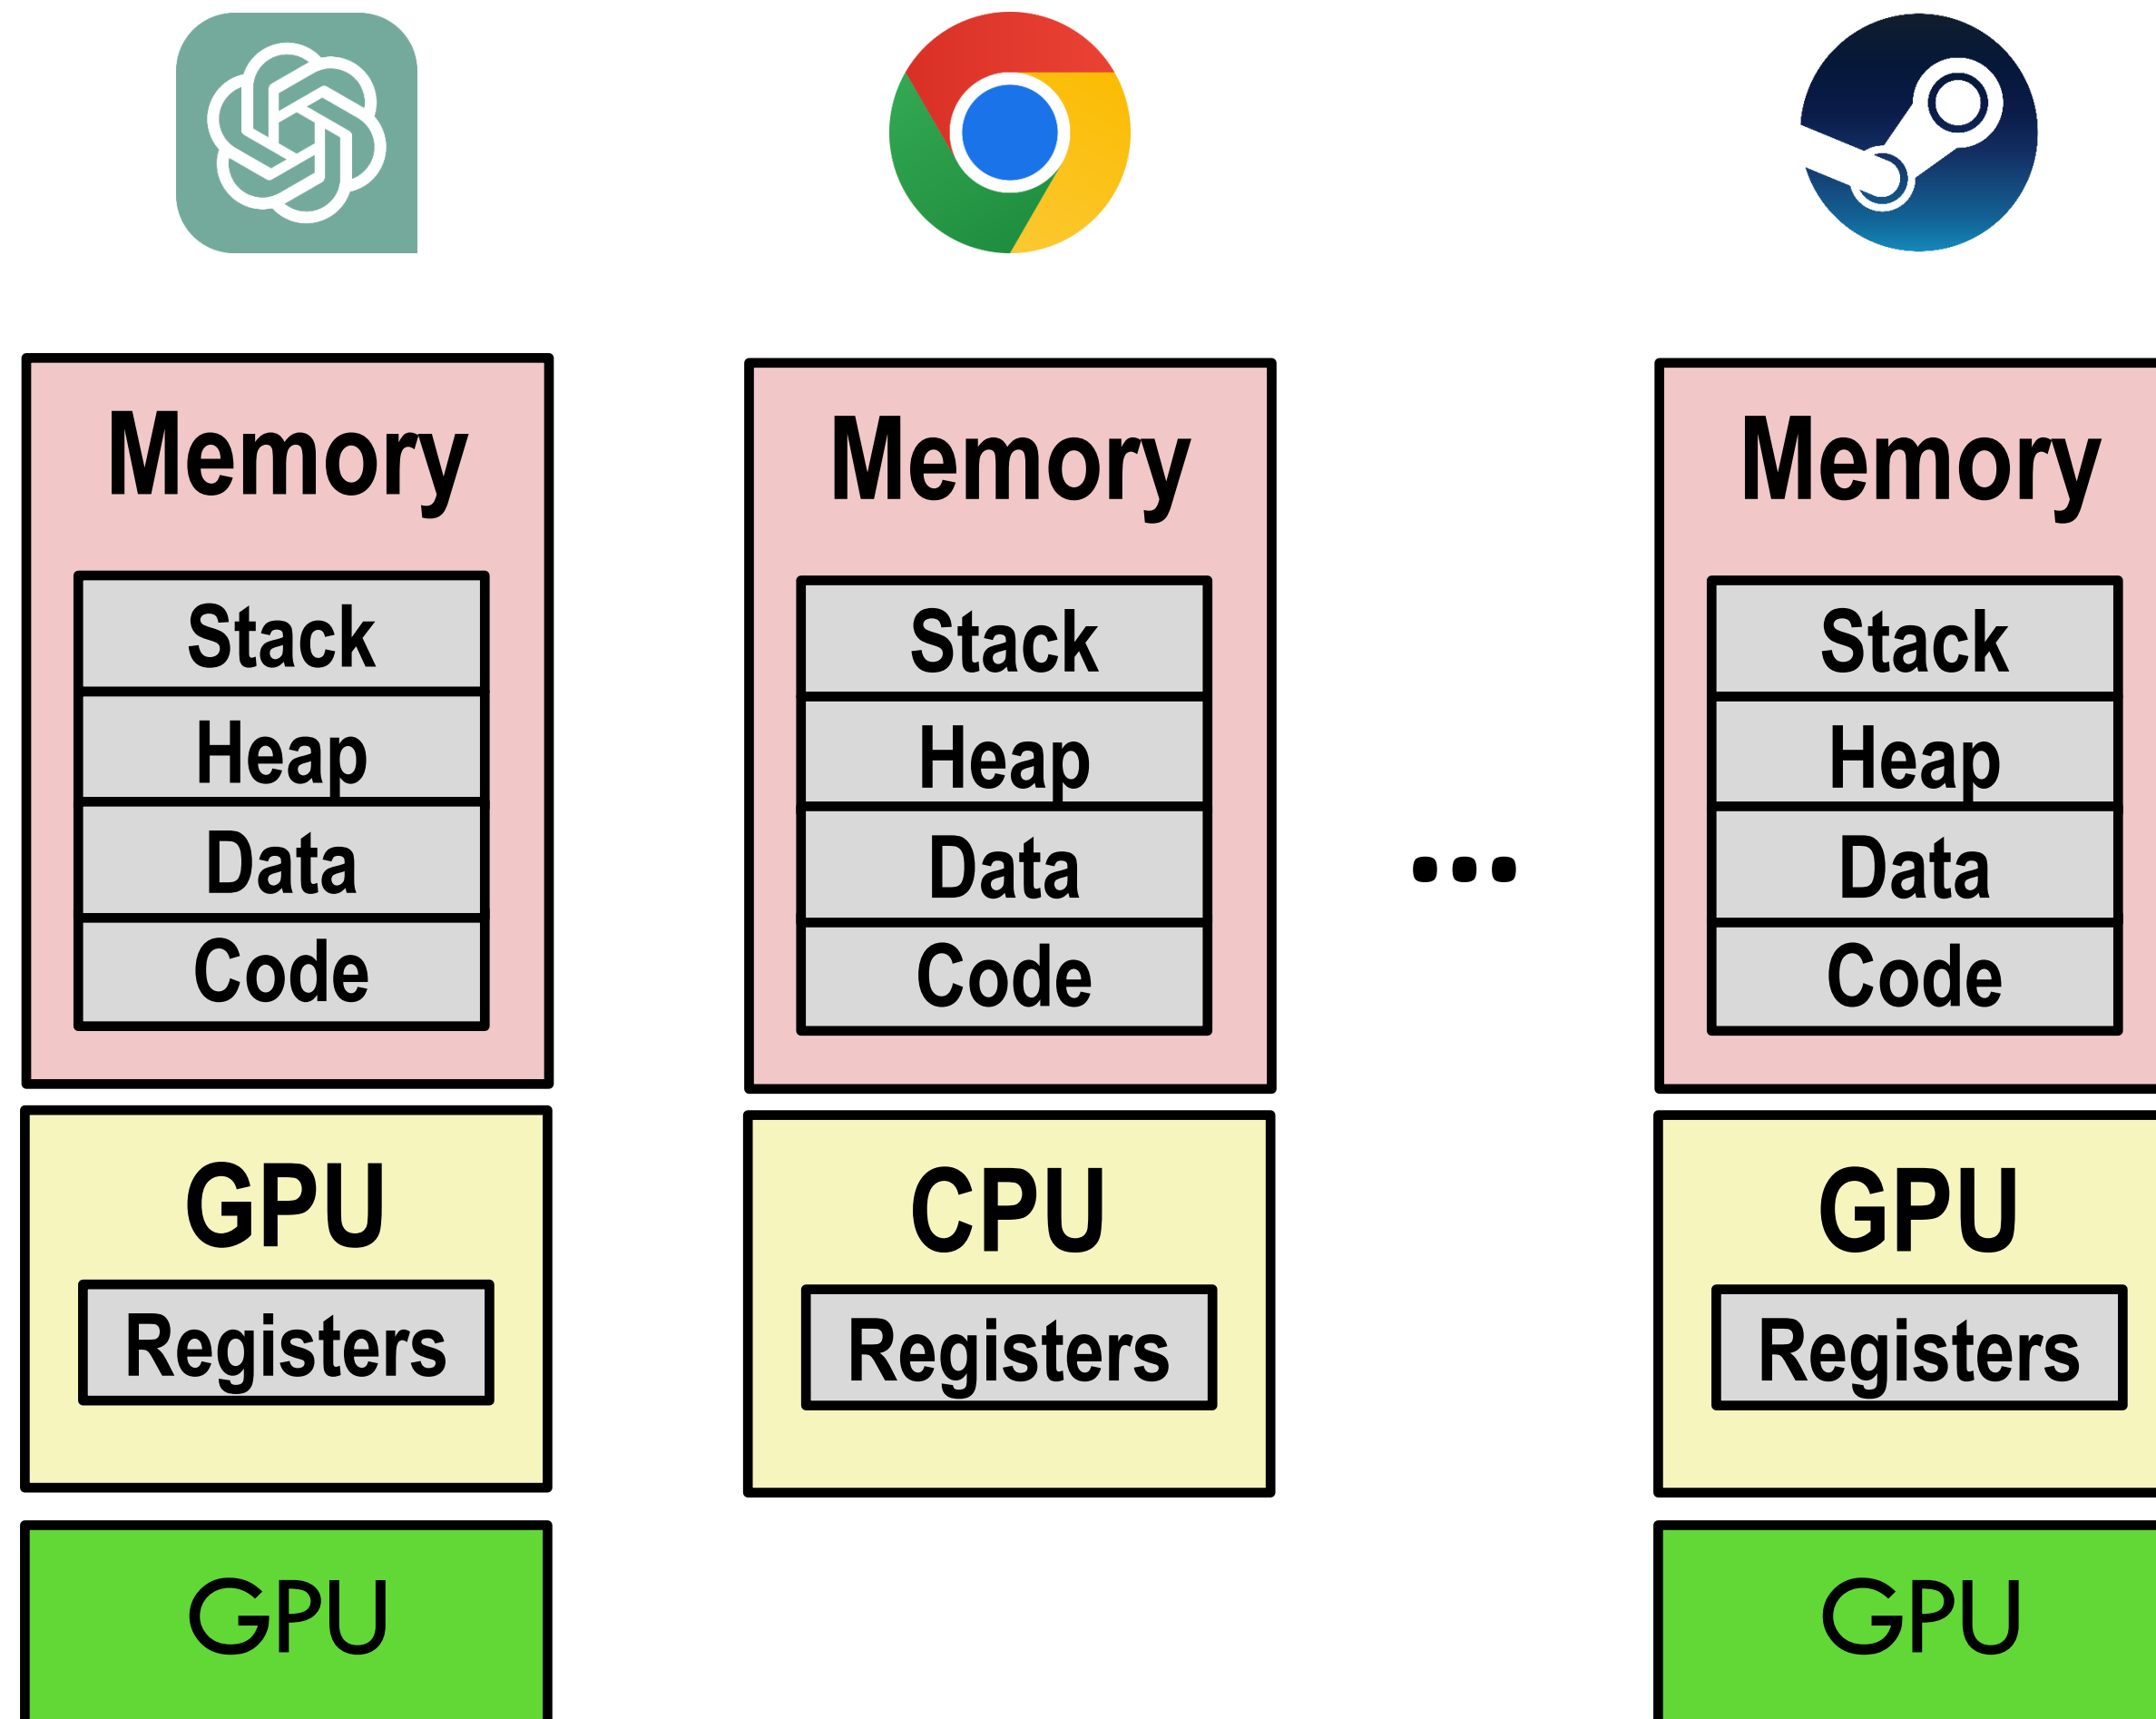 Memory
Stack
Heap
Data
Code
GPU
Registers
GPU
Memory
Stack
Heap
Data
Code
CPU
Registers
...
Memory
Stack
Heap
Data
Code
GPU
Registers
GPU